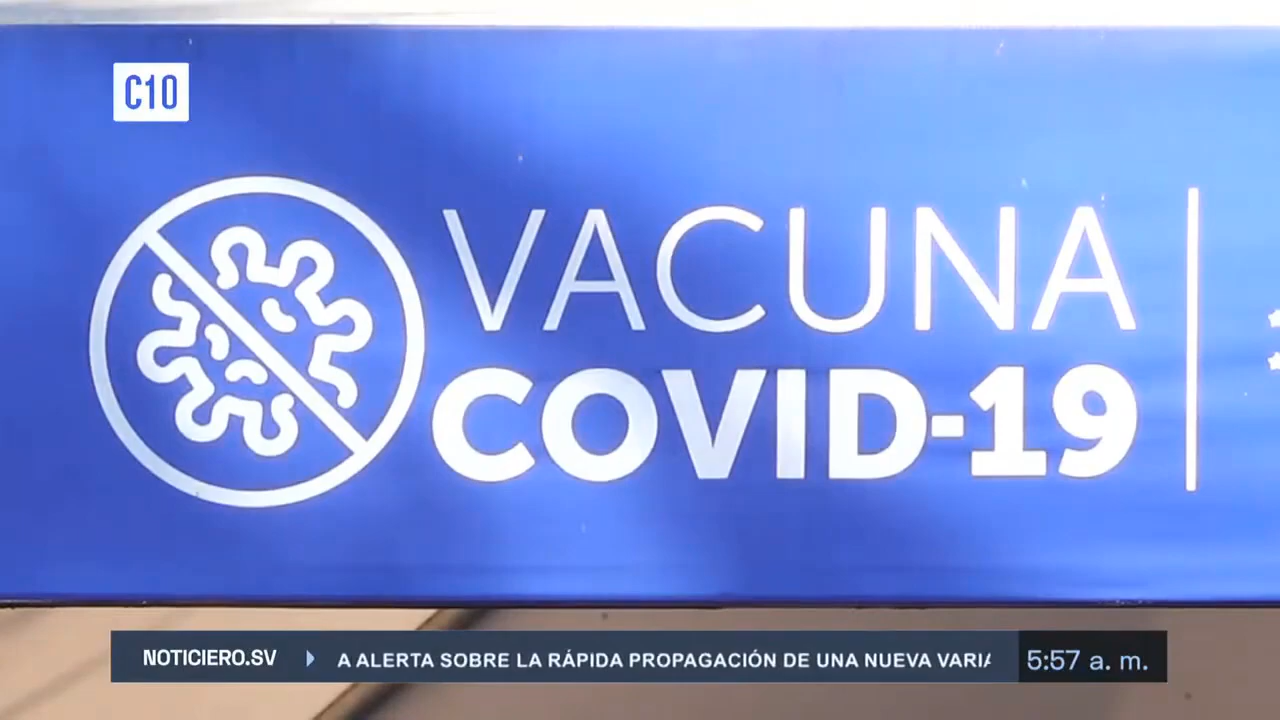 C10
VACUNA
COVID-19
NOTICIERO.SV
A ALERTA SOBRE LA RÁPIDA PROPAGACIÓN DE UNA NUEVA
5:57 a. m.